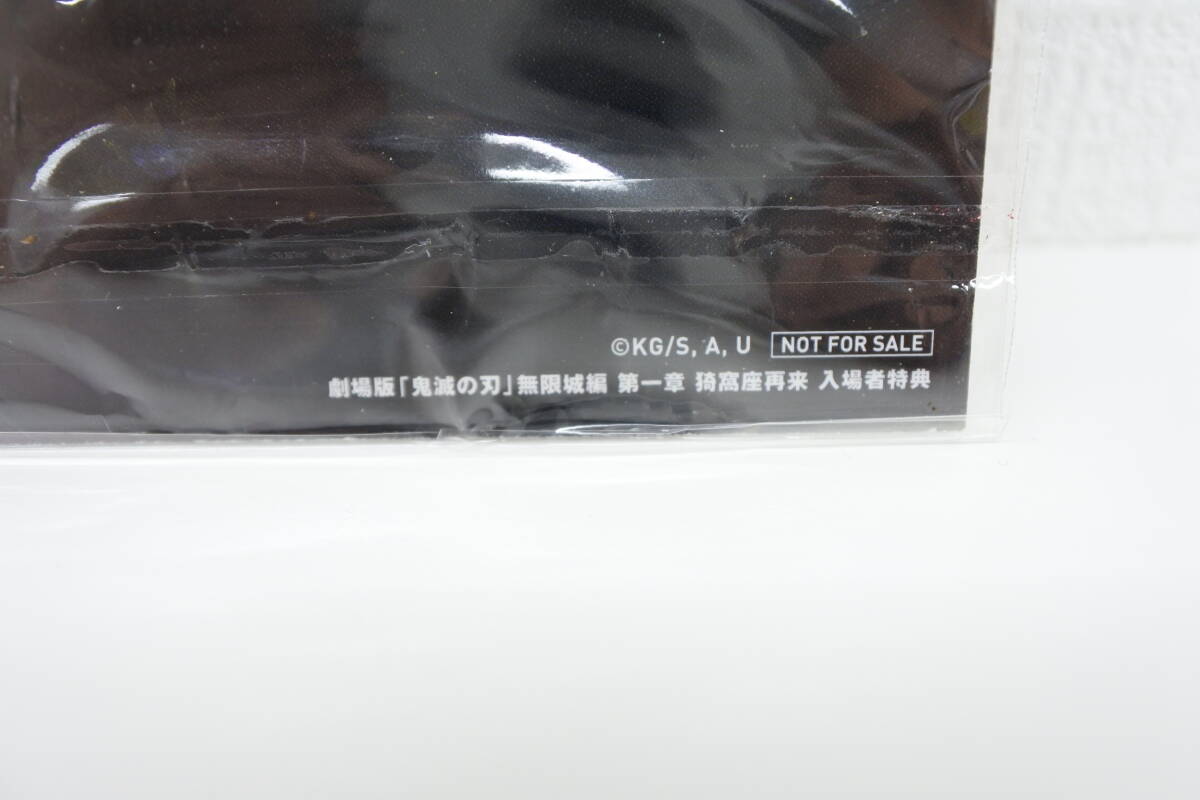 ©KG/S, A, U NOT FOR SALE
劇場版「鬼滅の刃」無限城編 第一章 猗窩座再来 入場者特典